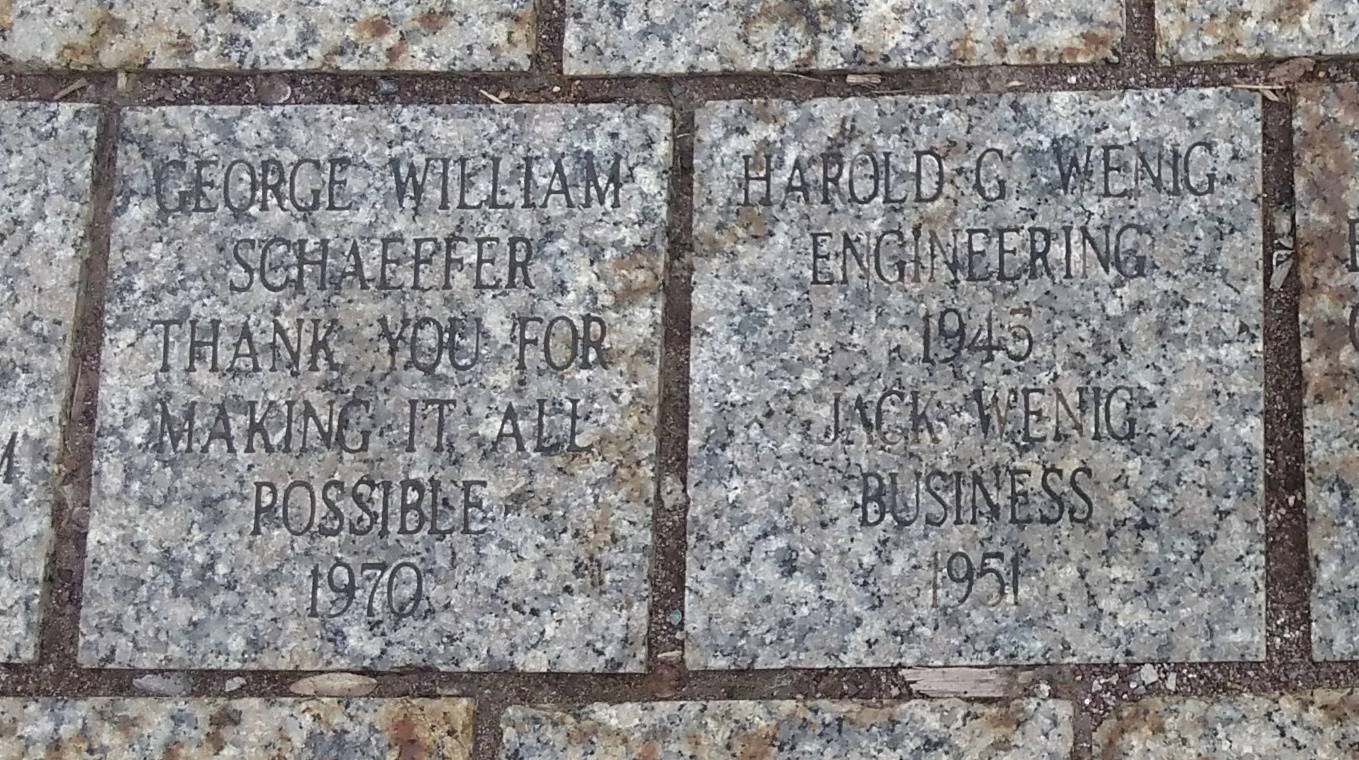 GEORGE WILLIAM
SCHAEFFER
THANK YOU FOR
MAKING IT ALL
POSSIBLE
1970
HAROLD G WENIG
ENGINEERING
1945
JACK WENIG
BUSINESS
1951